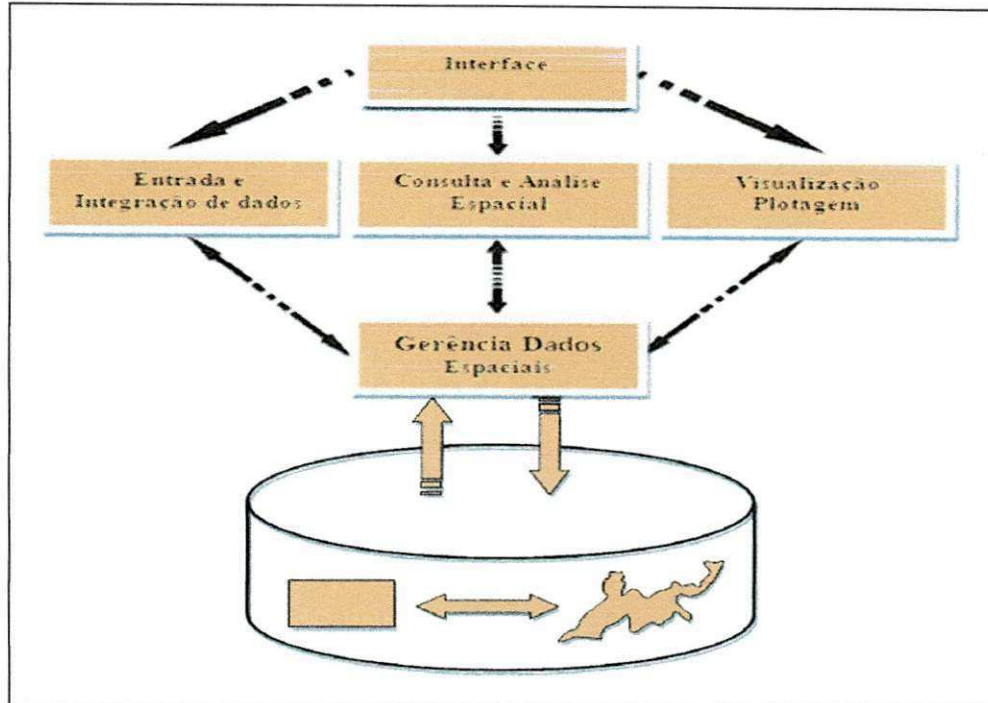 Interface
Entrada e
Integração de dados
Consulta e Análise
Espacial
Visualização
Plotagem
Gerência Dados
Espaciais